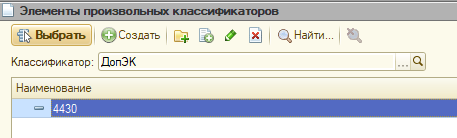 Элементы произвольных классификаторов
Выбрать Создать Найти...
Классификатор: ДопЭК ...
Наименование
4430